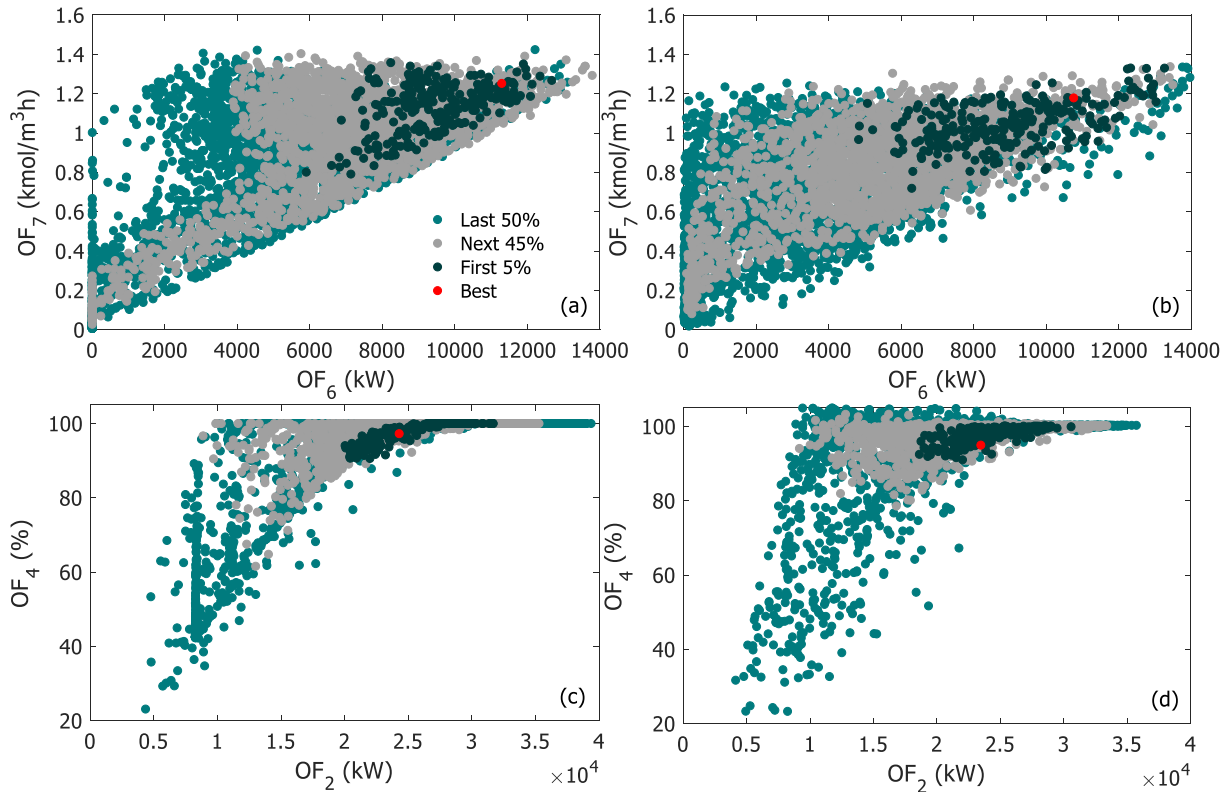 1.6
1.4
1.2
1
0.8
0.6
0.4
0.2
0
OF7 (kmol/m3h)
Last 50%
Next 45%
First 5%
Best
(a)
0 2000 4000 6000 8000 10000 12000 14000
OF6 (kW)
1.6
1.4
1.2
1
0.8
0.6
0.4
0.2
0
OF7 (kmol/m3h)
(b)
0 2000 4000 6000 8000 10000 12000 14000
OF6 (kW)
100
80
60
40
20
OF4 (%)
(c)
0 0.5 1 1.5 2 2.5 3 3.5 4
OF2 (kW)
×10^4
100
80
60
40
20
OF4 (%)
(d)
0 0.5 1 1.5 2 2.5 3 3.5 4
OF2 (kW)
×10^4